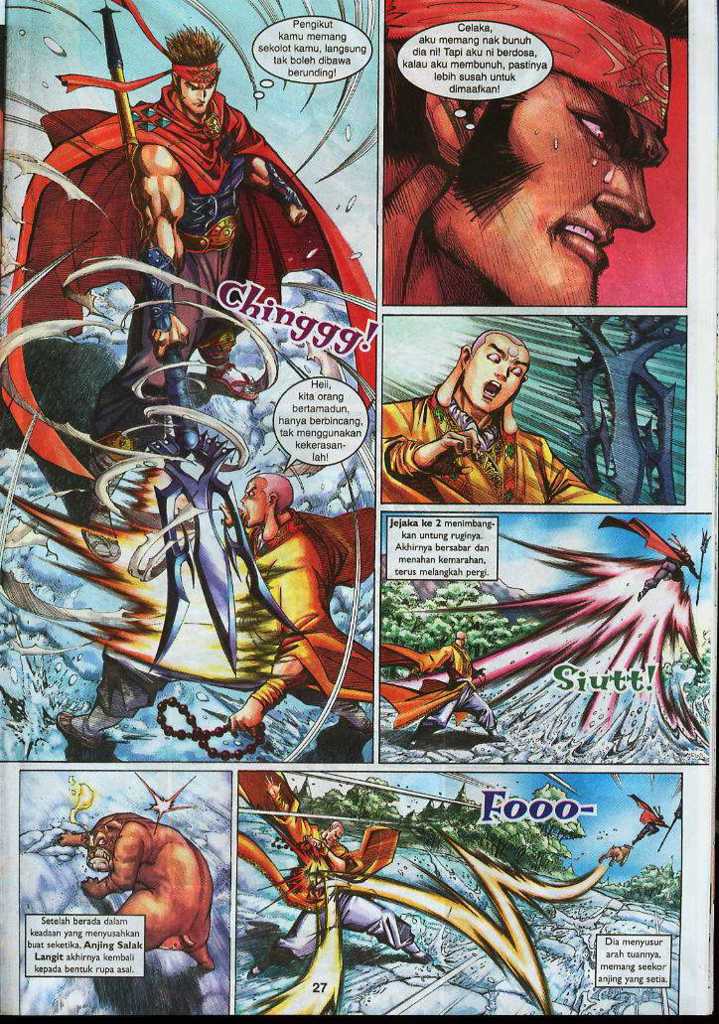 Pengikut
kamu memang
sekolot kamu, langsung
tak boleh dibawa
berunding!
Celaka,
aku memang nak bunuh
dia ni! Tapi aku ni berdosa,
kalau aku membunuh, pastinya
lebih susah untuk
dimaafkan!
Chinggg!
Heii,
kita orang
bertamadun,
hanya berbincang,
tak menggunakan
kekerasan-
lah!
Jejaka ke 2 menimbang-
kan untung ruginya.
Akhirnya bersabar dan
menahan kemarahan,
terus melangkah pergi.
Siutt!
Setelah berada dalam
keadaan yang menyusahkan
buat seketika, Anjing Salak
Langit akhirnya kembali
kepada bentuk rupa asal.
Fooo-
Dia menyusur
arah tuannya,
memang seekor
anjing yang setia.
27